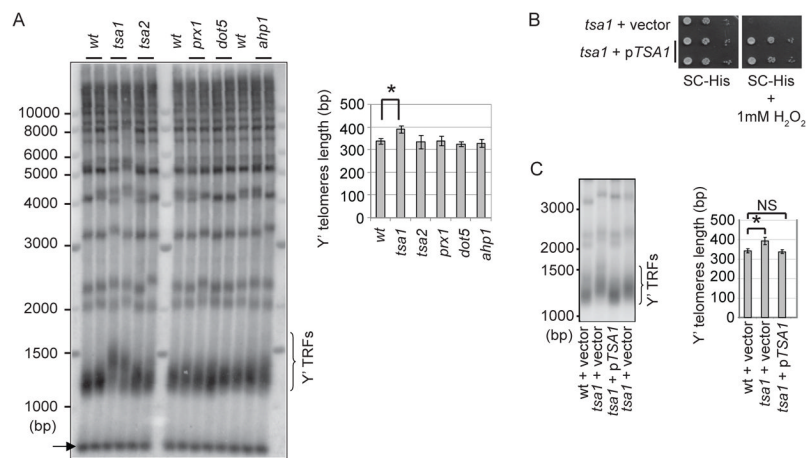 A
wt
tsa1
tsa2
wt
prx1
dot5
wt
ahp1
10000
8000
6000
5000
4000
3000
2000
1500
1000
(bp)
Y' TRFs
Y' telomeres length (bp)
500
400
300
200
100
0
*
wt
tsa1
tsa2
prx1
dot5
ahp1
B
tsa1 + vector
tsa1 + pTSA1
SC-His
SC-His
+
1mM H₂O₂
C
3000
1500
1000
(bp)
Y' TRFs
wt + vector
tsa1 + vector
tsa1 + pTSA1
tsa1 + vector
Y' telomeres length (bp)
500
400
300
200
100
0
NS
*
wt + vector
tsa1 + vector
tsa1 + pTSA1